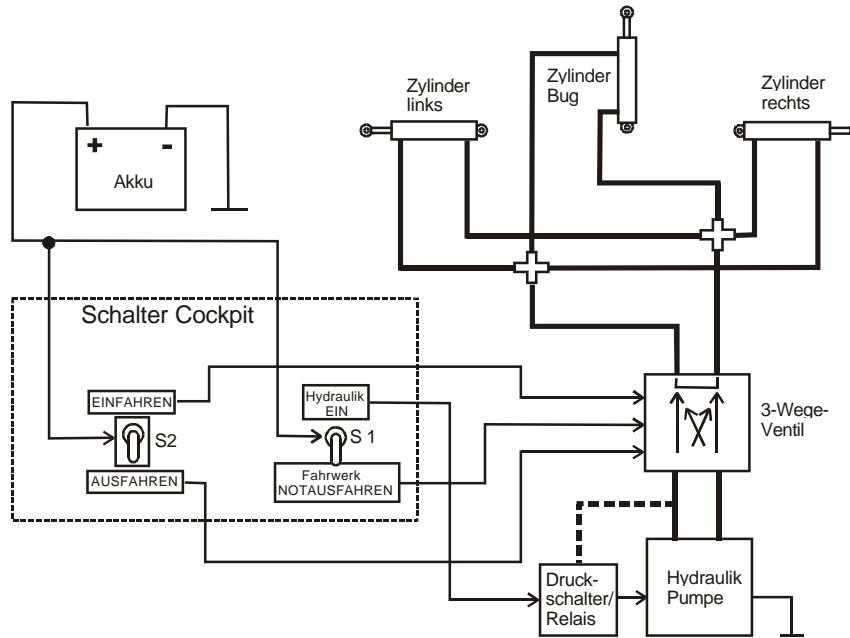 Zylinder
links
Zylinder
Bug
Zylinder
rechts
+ -
Akku
Schalter Cockpit
EINFAHREN
S2
AUSFAHREN
Hydraulik
EIN
S 1
Fahrwerk
NOTAUSFAHREN
3-Wege-
Ventil
Druck-
schalter/
Relais
Hydraulik
Pumpe